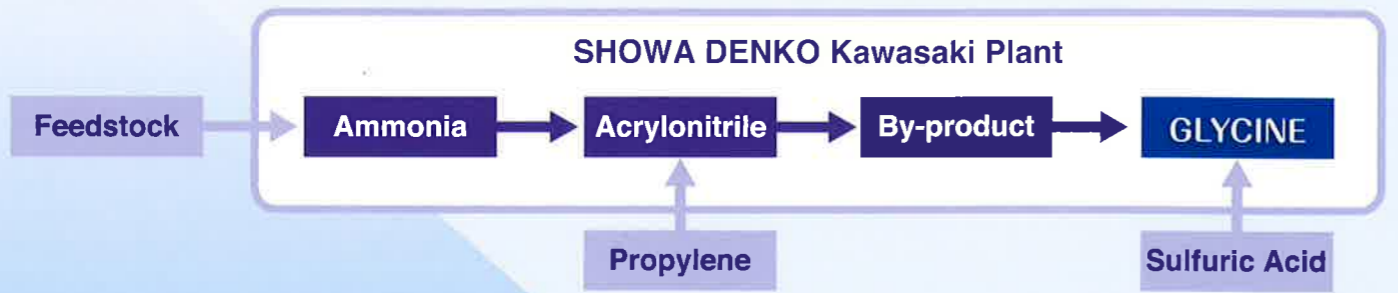 SHOWA DENKO Kawasaki Plant
Feedstock
Ammonia
Acrylonitrile
By-product
GLYCINE
Propylene
Sulfuric Acid